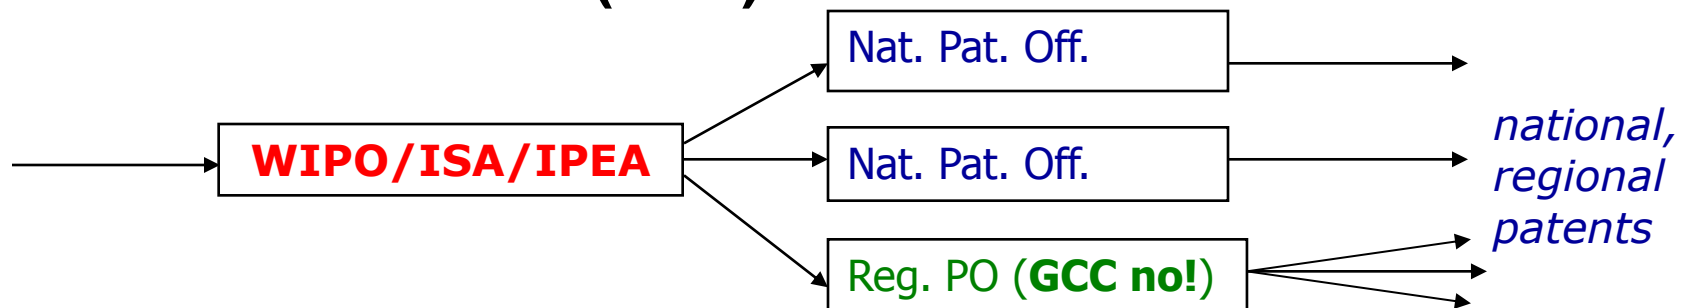 Nat. Pat. Off.
WIPO/ISA/IPEA
Nat. Pat. Off.
national,
regional
patents
Reg. PO (GCC no!)